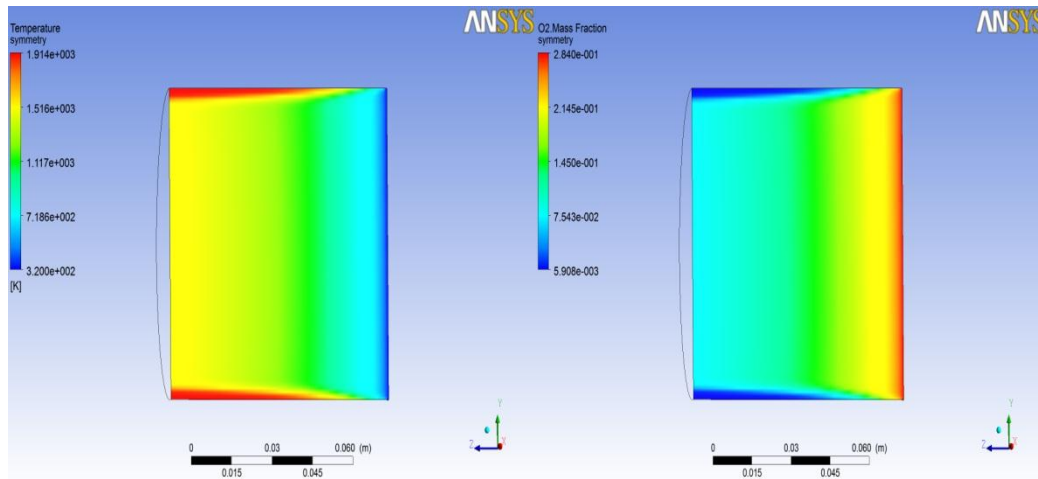 ANSYS
Temperature
symmetry
1.914e+003
1.516e+003
1.117e+003
7.186e+002
3.200e+002
[K]
0 0.03 0.060 (m)
0.015 0.045
Y
Z X
ANSYS
O2.Mass Fraction
symmetry
2.840e-001
2.145e-001
1.450e-001
7.543e-002
5.908e-003
0 0.03 0.060 (m)
0.015 0.045
Y
Z X